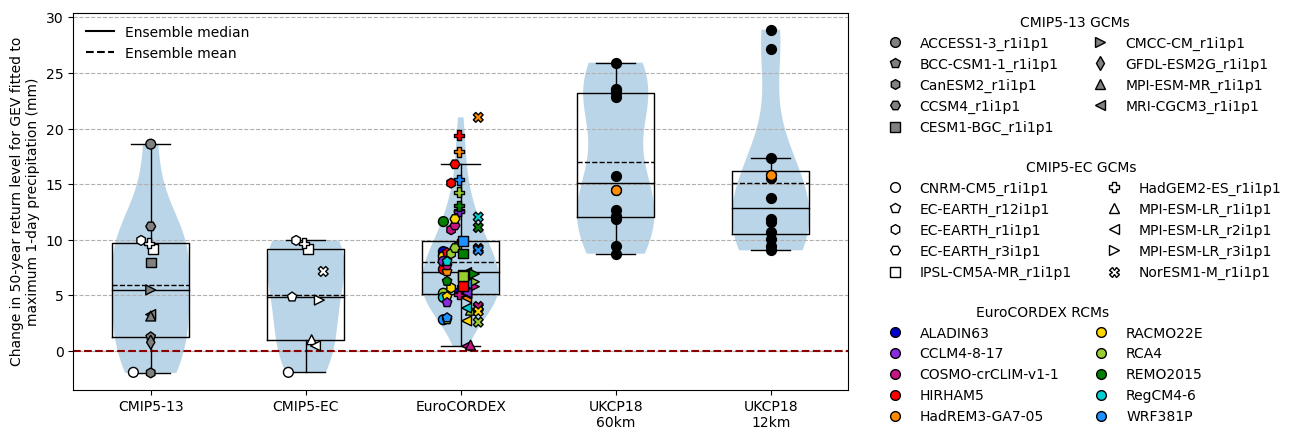 Change in 50-year return level for GEV fitted to
maximum 1-day precipitation (mm)
30
25
20
15
10
5
0
Ensemble median
Ensemble mean
CMIP5-13
CMIP5-EC
EuroCORDEX
UKCP18
60km
UKCP18
12km
CMIP5-13 GCMs
ACCESS1-3_r1i1p1
BCC-CSM1-1_r1i1p1
CanESM2_r1i1p1
CCSM4_r1i1p1
CESM1-BGC_r1i1p1
CMCC-CM_r1i1p1
GFDL-ESM2G_r1i1p1
MPI-ESM-MR_r1i1p1
MRI-CGCM3_r1i1p1
CMIP5-EC GCMs
CNRM-CM5_r1i1p1
EC-EARTH_r12i1p1
EC-EARTH_r1i1p1
EC-EARTH_r3i1p1
IPSL-CM5A-MR_r1i1p1
HadGEM2-ES_r1i1p1
MPI-ESM-LR_r1i1p1
MPI-ESM-LR_r2i1p1
MPI-ESM-LR_r3i1p1
NorESM1-M_r1i1p1
EuroCORDEX RCMs
ALADIN63
CCLM4-8-17
COSMO-crCLIM-v1-1
HIRHAM5
HadREM3-GA7-05
RACMO22E
RCA4
REMO2015
RegCM4-6
WRF381P